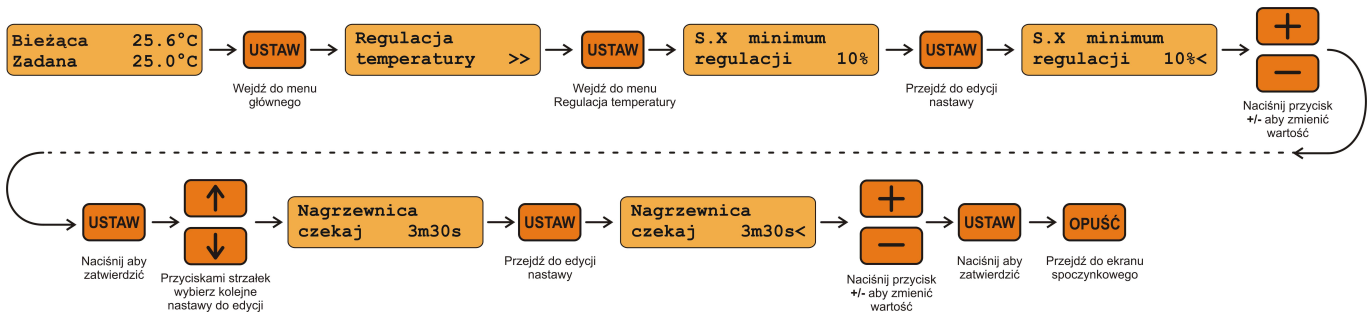 Bieżąca 25.6°C
Zadana 25.0°C
USTAW
Wejdź do menu
głównego
Regulacja
temperatury >>
USTAW
Wejdź do menu
Regulacja temperatury
S.X minimum
regulacji 10%
USTAW
Przejdź do edycji
nastawy
S.X minimum
regulacji 10%<
+
−
Naciśnij przycisk
+/- aby zmienić
wartość
USTAW
Naciśnij aby
zatwierdzić
↑
↓
Przyciskami strzałek
wybierz kolejne
nastawy do edycji
Nagrzewnica
czekaj 3m30s
USTAW
Przejdź do edycji
nastawy
Nagrzewnica
czekaj 3m30s<
+
−
Naciśnij przycisk
+/- aby zmienić
wartość
USTAW
Naciśnij aby
zatwierdzić
OPUŚĆ
Przejdź do ekranu
spoczynkowego